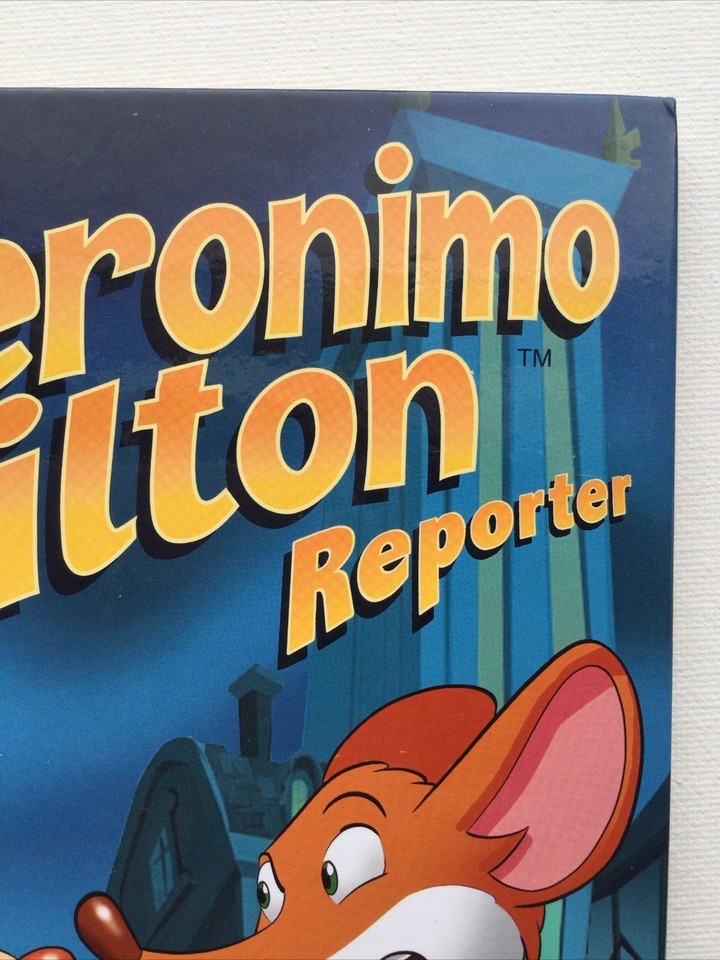 eronimo
ilton
TM
Reporter